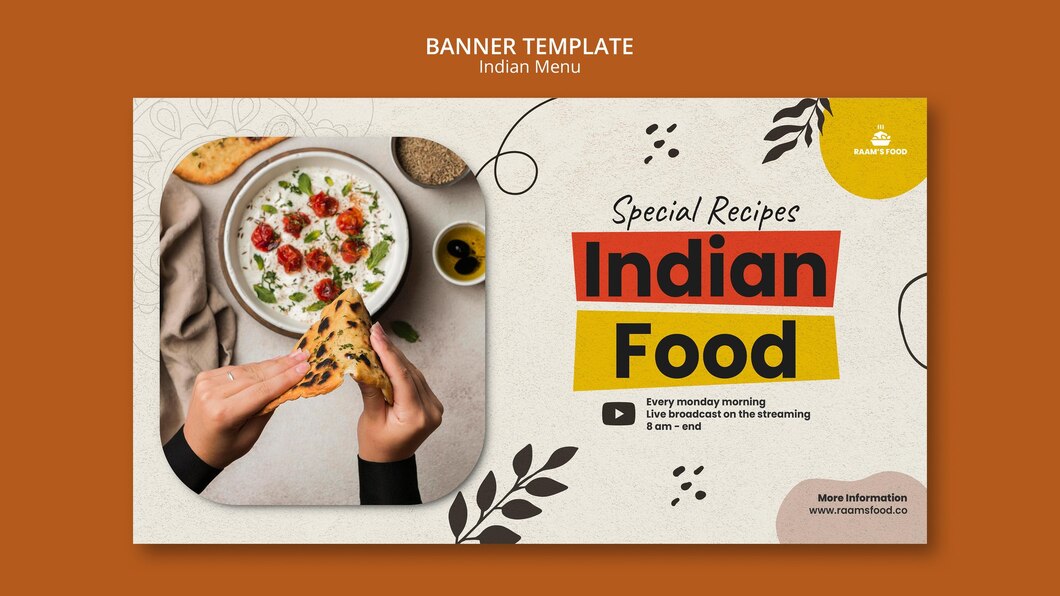 BANNER TEMPLATE
Indian Menu
RAAM'S FOOD
Special Recipes
Indian
Food
Every monday morning
Live broadcast on the streaming
8 am - end
More Information
www.raamsfood.co